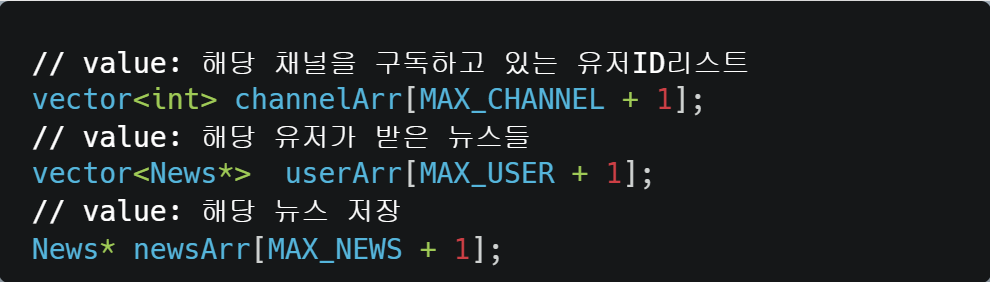 // value: 해당 채널을 구독하고 있는 유저ID리스트
vector<int> channelArr[MAX_CHANNEL + 1];
// value: 해당 유저가 받은 뉴스들
vector<News*>  userArr[MAX_USER + 1];
// value: 해당 뉴스 저장
News* newsArr[MAX_NEWS + 1];